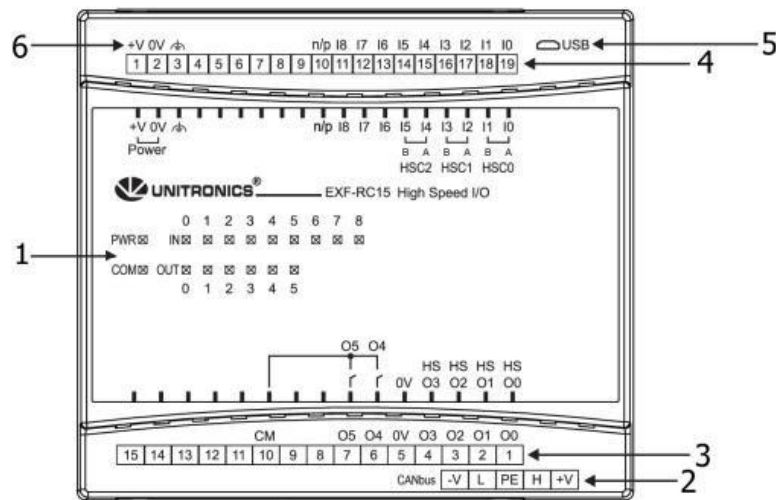 6 +V 0V n/p I8 I7 I6 I5 I4 I3 I2 I1 I0 USB 5
1 2 3 4 5 6 7 8 9 10 11 12 13 14 15 16 17 18 19 4
+V 0V n/p I8 I7 I6 I5 I4 I3 I2 I1 I0
Power B A B A B A
HSC2 HSC1 HSC0
UNITRONICS® EXF-RC15 High Speed I/O
0 1 2 3 4 5 6 7 8
PWR IN
1
COM OUT
0 1 2 3 4 5
O5 O4
HS HS HS HS
0V O3 O2 O1 O0
CM O5 O4 0V O3 O2 O1 O0
15 14 13 12 11 10 9 8 7 6 5 4 3 2 1 3
CANbus -V L PE H +V 2